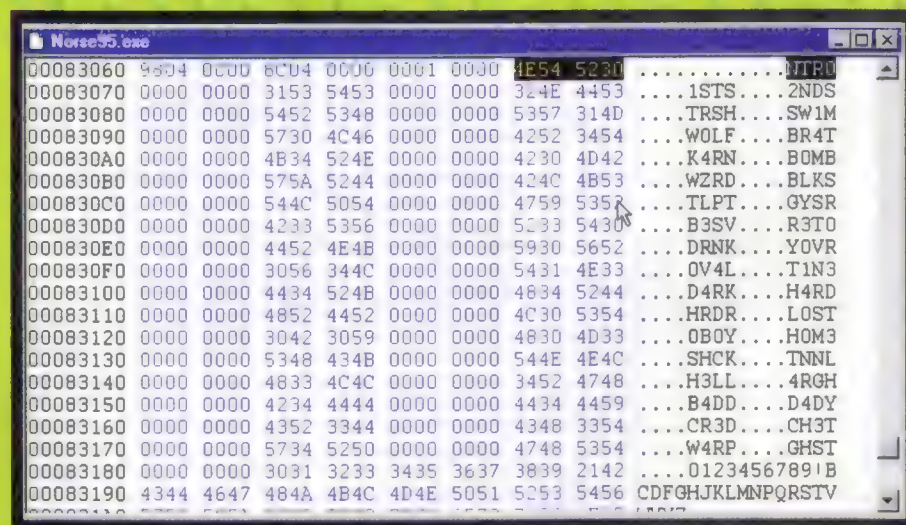 Norse95.exe
00083060 9604 0000 6C04 0000 0001 0000 4E54 5230 ............NTR0
00083070 0000 0000 3153 5453 0000 0000 324E 4453 ....1STS....2NDS
00083080 0000 0000 5452 5348 0000 0000 5357 314D ....TRSH....SW1M
00083090 0000 0000 5730 4C46 0000 0000 4252 3454 ....W0LF....BR4T
000830A0 0000 0000 4B34 524E 0000 0000 4230 4D42 ....K4RN....B0MB
000830B0 0000 0000 575A 5244 0000 0000 424C 4B53 ....WZRD....BLKS
000830C0 0000 0000 544C 5054 0000 0000 4759 5352 ....TLPT....GYSR
000830D0 0000 0000 4233 5356 0000 0000 5233 5430 ....B3SV....R3T0
000830E0 0000 0000 4452 4E4B 0000 0000 5930 5652 ....DRNK....Y0VR
000830F0 0000 0000 3056 344C 0000 0000 5431 4E33 ....0V4L....T1N3
00083100 0000 0000 4434 524B 0000 0000 4834 5244 ....D4RK....H4RD
00083110 0000 0000 4852 4452 0000 0000 4C30 5354 ....HRDR....L0ST
00083120 0000 0000 3042 3059 0000 0000 4830 4D33 ....0B0Y....H0M3
00083130 0000 0000 5348 434B 0000 0000 544E 4E4C ....SHCK....TNNL
00083140 0000 0000 4833 4C4C 0000 0000 3452 4748 ....H3LL....4RGH
00083150 0000 0000 4234 4444 0000 0000 4434 4459 ....B4DD....D4DY
00083160 0000 0000 4352 3344 0000 0000 4348 3354 ....CR3D....CH3T
00083170 0000 0000 5734 5250 0000 0000 4748 5354 ....W4RP....GHST
00083180 0000 0000 3031 3233 3435 3637 3839 2142 ....0123456789!B
00083190 4344 4647 484A 4B4C 4D4E 5051 5253 5456 CDFGHJKLMNPQRSTV